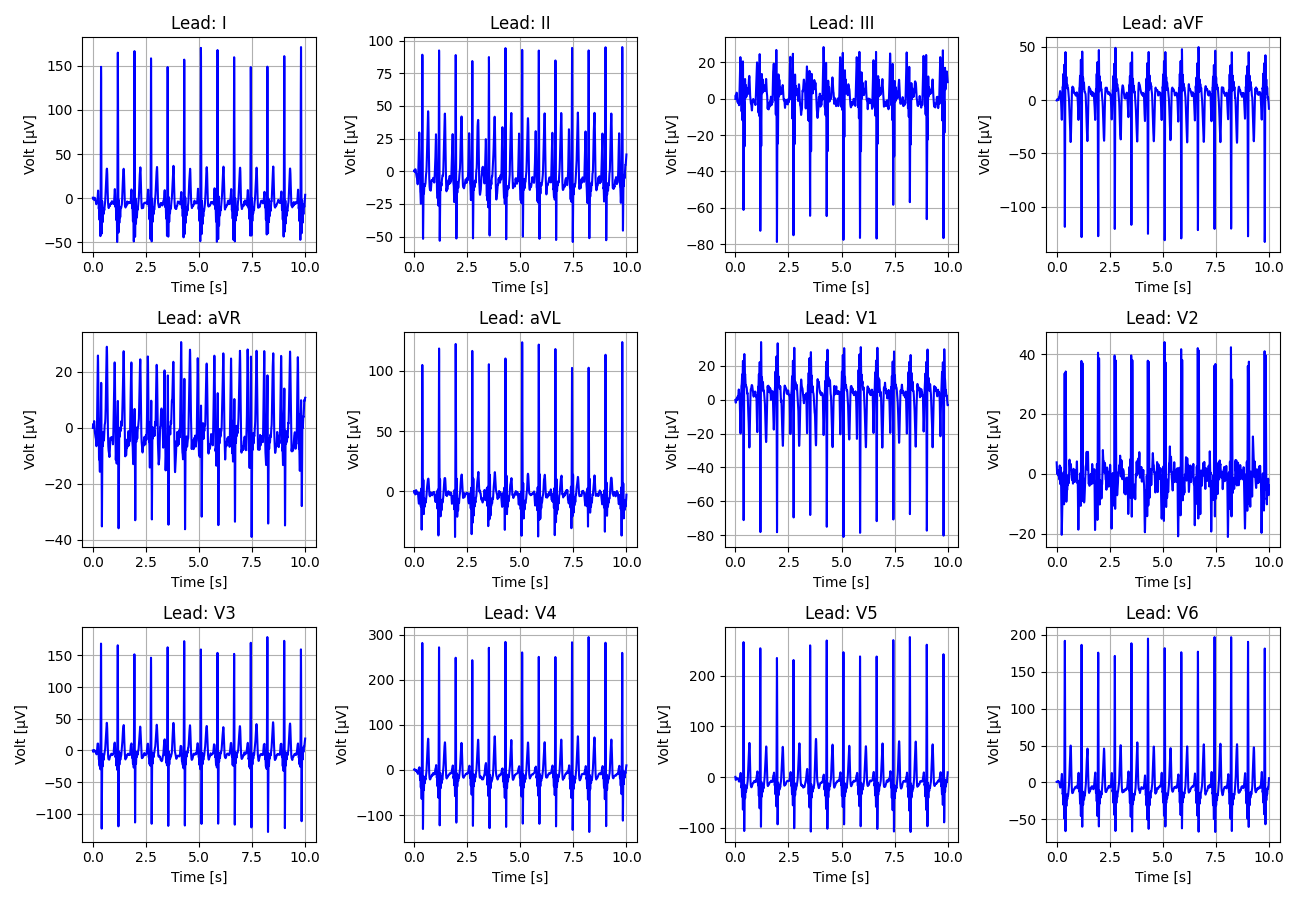 Lead: I
Volt [µV]
150
100
50
0
−50
0.0 2.5 5.0 7.5 10.0
Time [s]
Lead: II
Volt [µV]
100
75
50
25
0
−25
−50
0.0 2.5 5.0 7.5 10.0
Time [s]
Lead: III
Volt [µV]
20
0
−20
−40
−60
−80
0.0 2.5 5.0 7.5 10.0
Time [s]
Lead: aVF
Volt [µV]
50
0
−50
−100
0.0 2.5 5.0 7.5 10.0
Time [s]
Lead: aVR
Volt [µV]
20
0
−20
−40
0.0 2.5 5.0 7.5 10.0
Time [s]
Lead: aVL
Volt [µV]
100
50
0
0.0 2.5 5.0 7.5 10.0
Time [s]
Lead: V1
Volt [µV]
20
0
−20
−40
−60
−80
0.0 2.5 5.0 7.5 10.0
Time [s]
Lead: V2
Volt [µV]
40
20
0
−20
0.0 2.5 5.0 7.5 10.0
Time [s]
Lead: V3
Volt [µV]
150
100
50
0
−50
−100
0.0 2.5 5.0 7.5 10.0
Time [s]
Lead: V4
Volt [µV]
300
200
100
0
−100
0.0 2.5 5.0 7.5 10.0
Time [s]
Lead: V5
Volt [µV]
200
100
0
−100
0.0 2.5 5.0 7.5 10.0
Time [s]
Lead: V6
Volt [µV]
200
150
100
50
0
−50
0.0 2.5 5.0 7.5 10.0
Time [s]